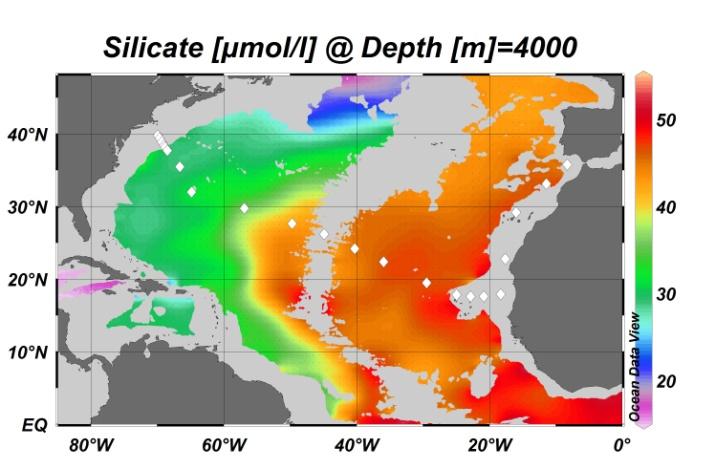 Silicate [µmol/l] @ Depth [m]=4000
40°N
30°N
20°N
10°N
EQ
80°W
60°W
40°W
20°W
0°
50
40
30
20
Ocean Data View